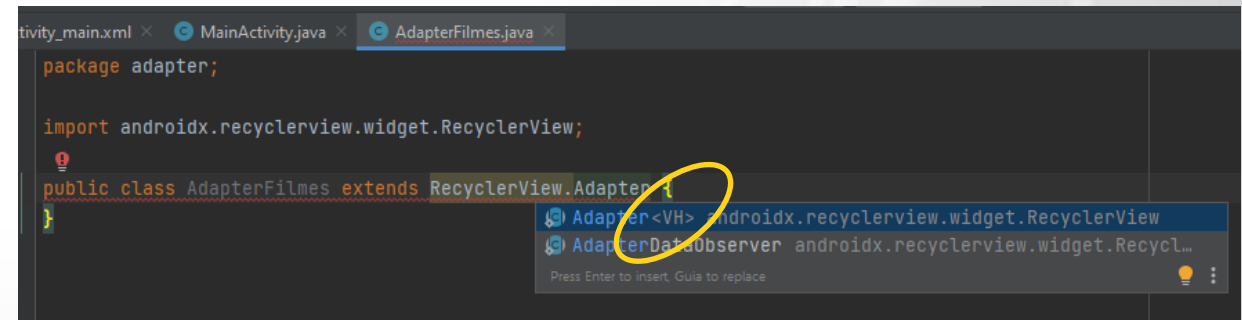 tivity_main.xml × MainActivity.java × AdapterFilmes.java ×
package adapter;
import androidx.recyclerview.widget.RecyclerView;
public class AdapterFilmes extends RecyclerView.Adapter {
Adapter<VH> androidx.recyclerview.widget.RecyclerView
}
AdapterDataObserver androidx.recyclerview.widget.Recycl…
Press Enter to insert, Guia to replace